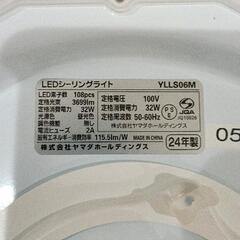 LEDシーリングライト YLLS06M
LED素子数 108pcs 定格電圧 100V
定格光束 3699lm 定格消費電力 32W
定格消費電力 32W 定格周波数 50-60Hz
光源色 昼光色
調色機能 無し
電流ヒューズ 2A
固有エネルギー消費効率 115.5lm/W 株式会社ヤマダホールディングス
株式会社ヤマダホールディングス 24年製
MADE IN CHINA
PS
E
JQA
05